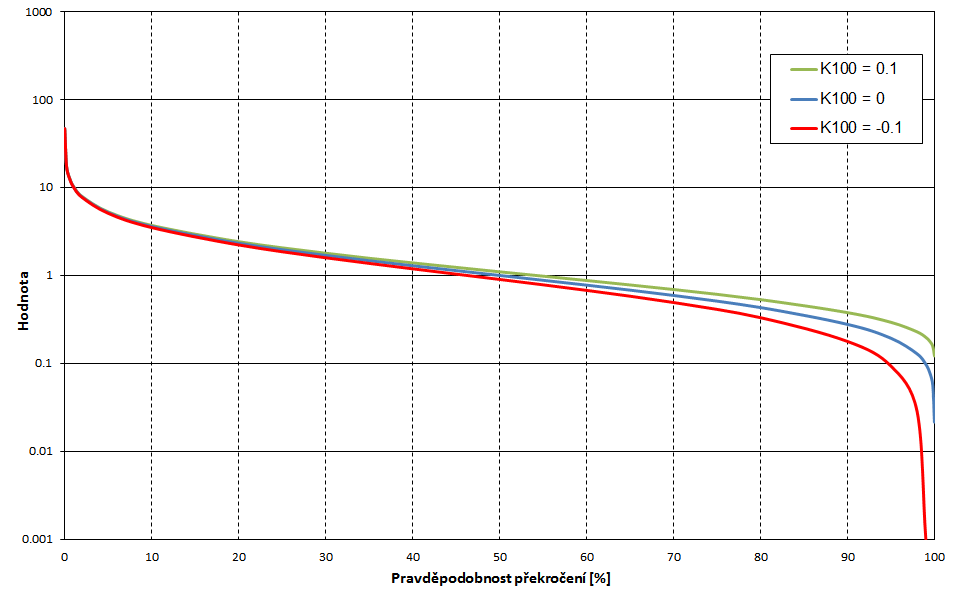 1000
100
10
1
0.1
0.01
0.001
Hodnota
K100 = 0.1
K100 = 0
K100 = -0.1
0 10 20 30 40 50 60 70 80 90 100
Pravděpodobnost překročení [%]